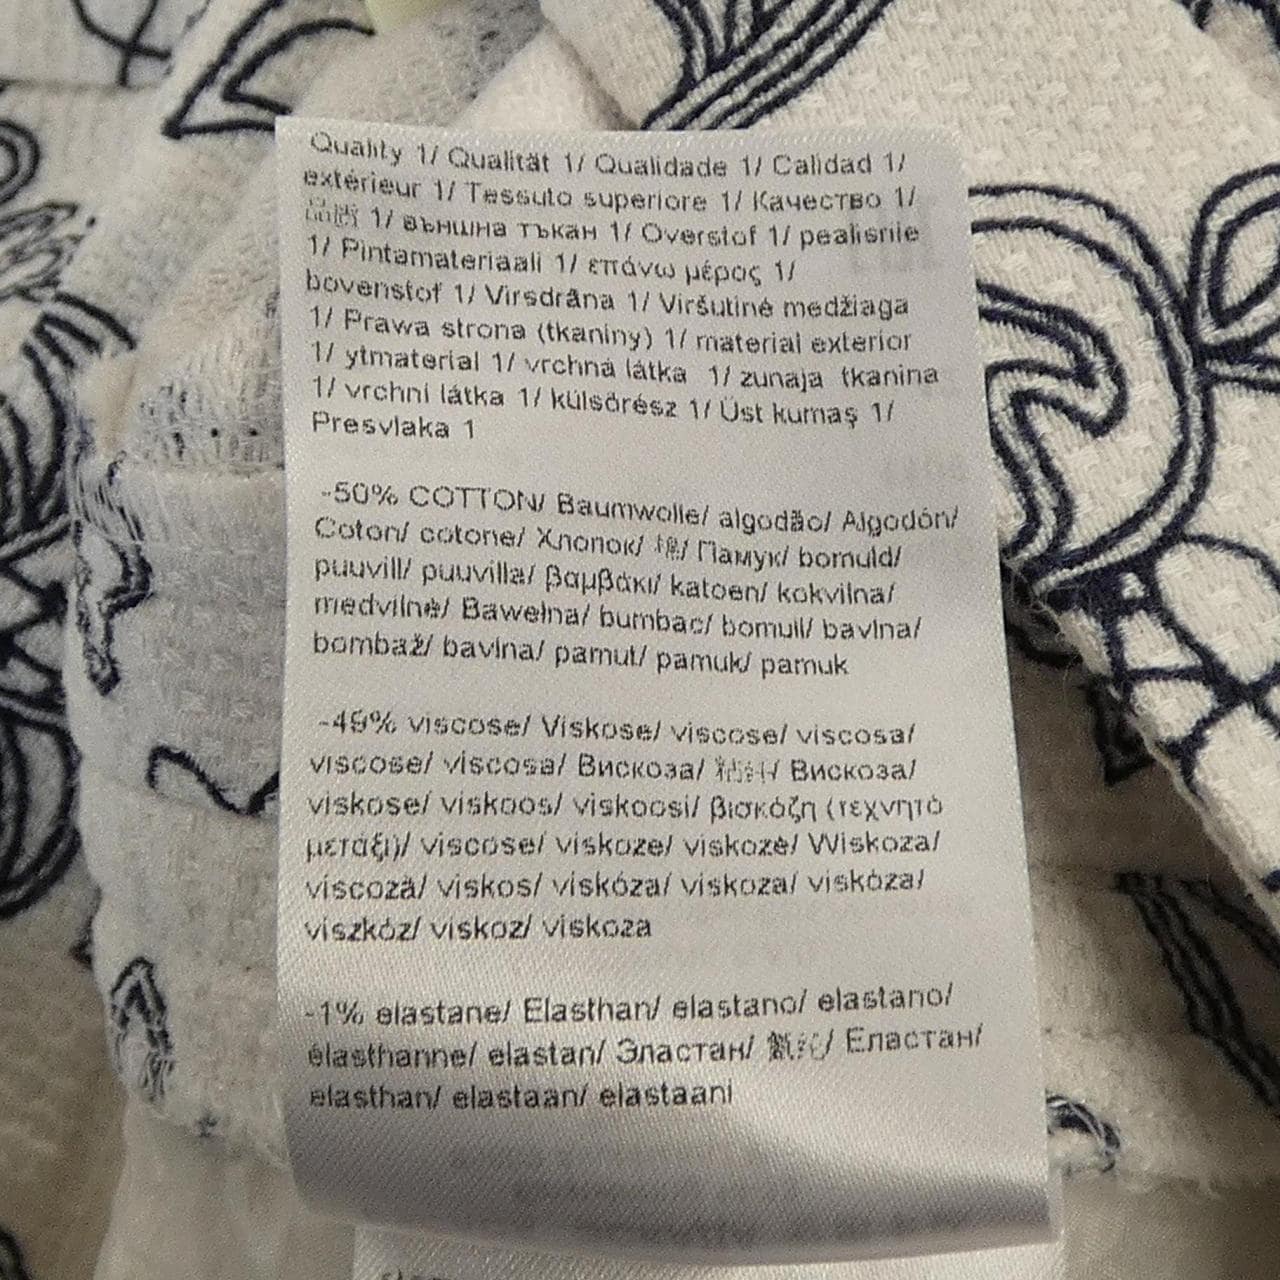 Quality 1/ Qualität 1/ Qualidade 1/ Calidad 1/
extérieur 1/ Tessuto superiore 1/ Качество 1/
1/ външна тъкан 1/ Overstof 1/ pealisriie
1/ Pintamateriaali 1/ επάνω μέρος 1/
bovenstof 1/ Virsdrāna 1/ Viršutinė medžiaga
1/ Prawa strona (tkaniny) 1/ material exterior
1/ ytmaterial 1/ vrchná látka 1/ zunaja tkanina
1/ vrchní látka 1/ külsőrész 1/ Üst kumaş 1/
Presvlaka 1
-50% COTTON/ Baumwolle/ algodão/ Algodón/
Coton/ cotone/ Хлопок/ 棉/ Памук/ bomuld/
puuvill/ puuvilla/ βαμβάκι/ katoen/ kokvilna/
medvilnė/ Bawełna/ bumbac/ bomull/ bavlna/
bombaž/ bavlna/ pamut/ pamuk/ pamuk
-49% viscose/ Viskose/ viscose/ viscosa/
viscose/ viscosa/ Вискоза/ Вискоза/
viskose/ viskoos/ viskoosi/ βισκόζη (τεχνητό
μετάξι)/ viscose/ viskoze/ viskozė/ Wiskoza/
viscoză/ viskos/ viskóza/ viskoza/ viskóza/
viszkóz/ viskoz/ viskoza
-1% elastane/ Elasthan/ elastano/ elastano/
élasthanne/ elastan/ Эластан/ Еластан/
elasthan/ elastaan/ elastaani